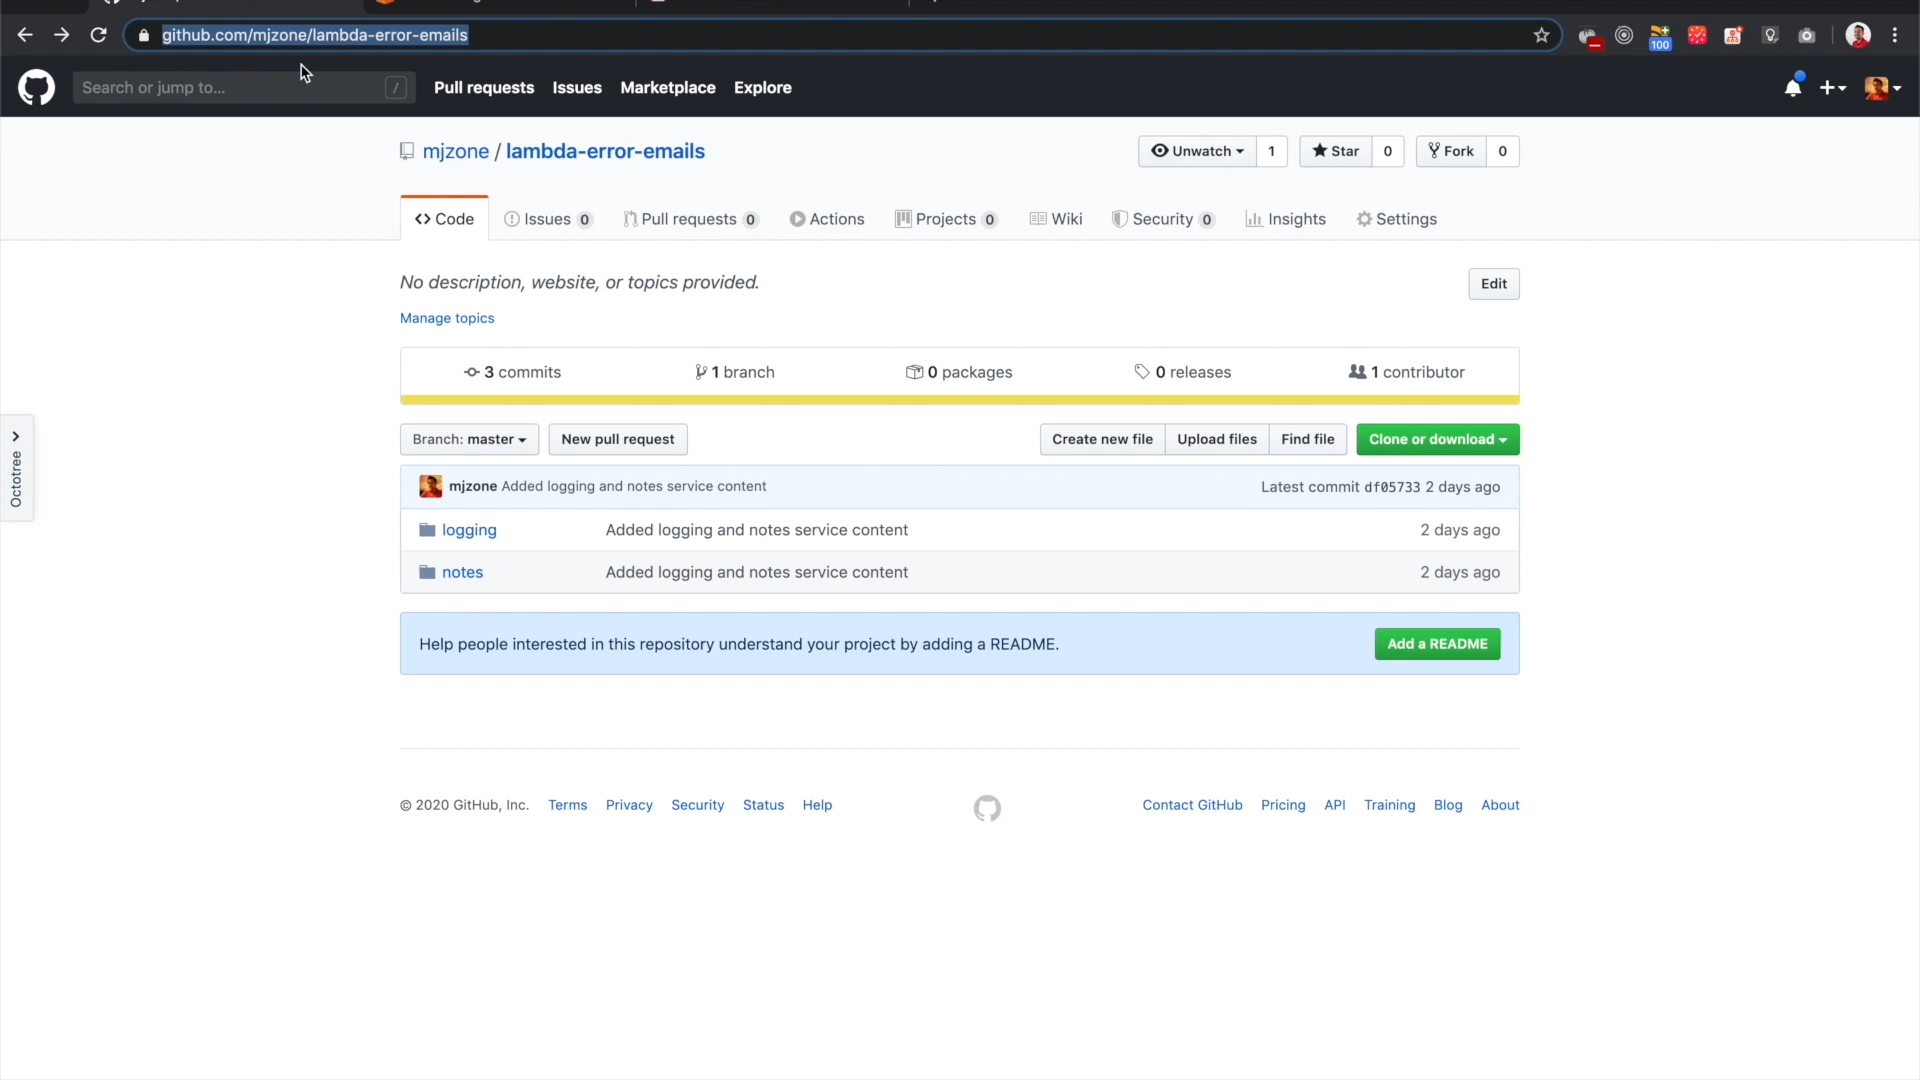 github.com/mjzone/lambda-error-emails
100
Search or jump to... /
Pull requests Issues Marketplace Explore
mjzone / lambda-error-emails
Unwatch 1 Star 0 Fork 0
Code Issues 0 Pull requests 0 Actions Projects 0 Wiki Security 0 Insights Settings
No description, website, or topics provided.
Edit
Manage topics
3 commits 1 branch 0 packages 0 releases 1 contributor
Octotree
Branch: master New pull request Create new file Upload files Find file Clone or download
mjzone Added logging and notes service content Latest commit df05733 2 days ago
logging Added logging and notes service content 2 days ago
notes Added logging and notes service content 2 days ago
Help people interested in this repository understand your project by adding a README. Add a README
© 2020 GitHub, Inc. Terms Privacy Security Status Help Contact GitHub Pricing API Training Blog About